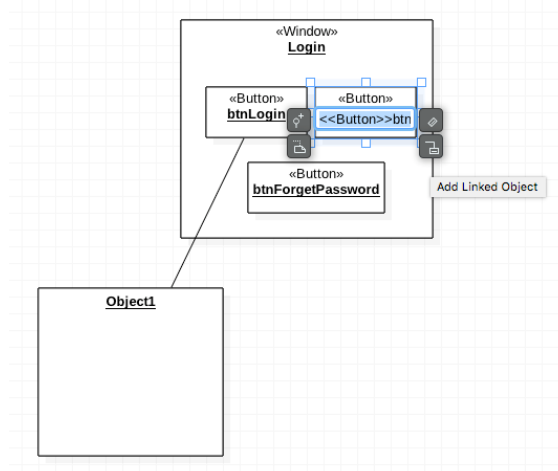 «Window»
Login
«Button»
btnLogin
«Button»
<<Button>>btn
«Button»
btnForgetPassword
Add Linked Object
Object1